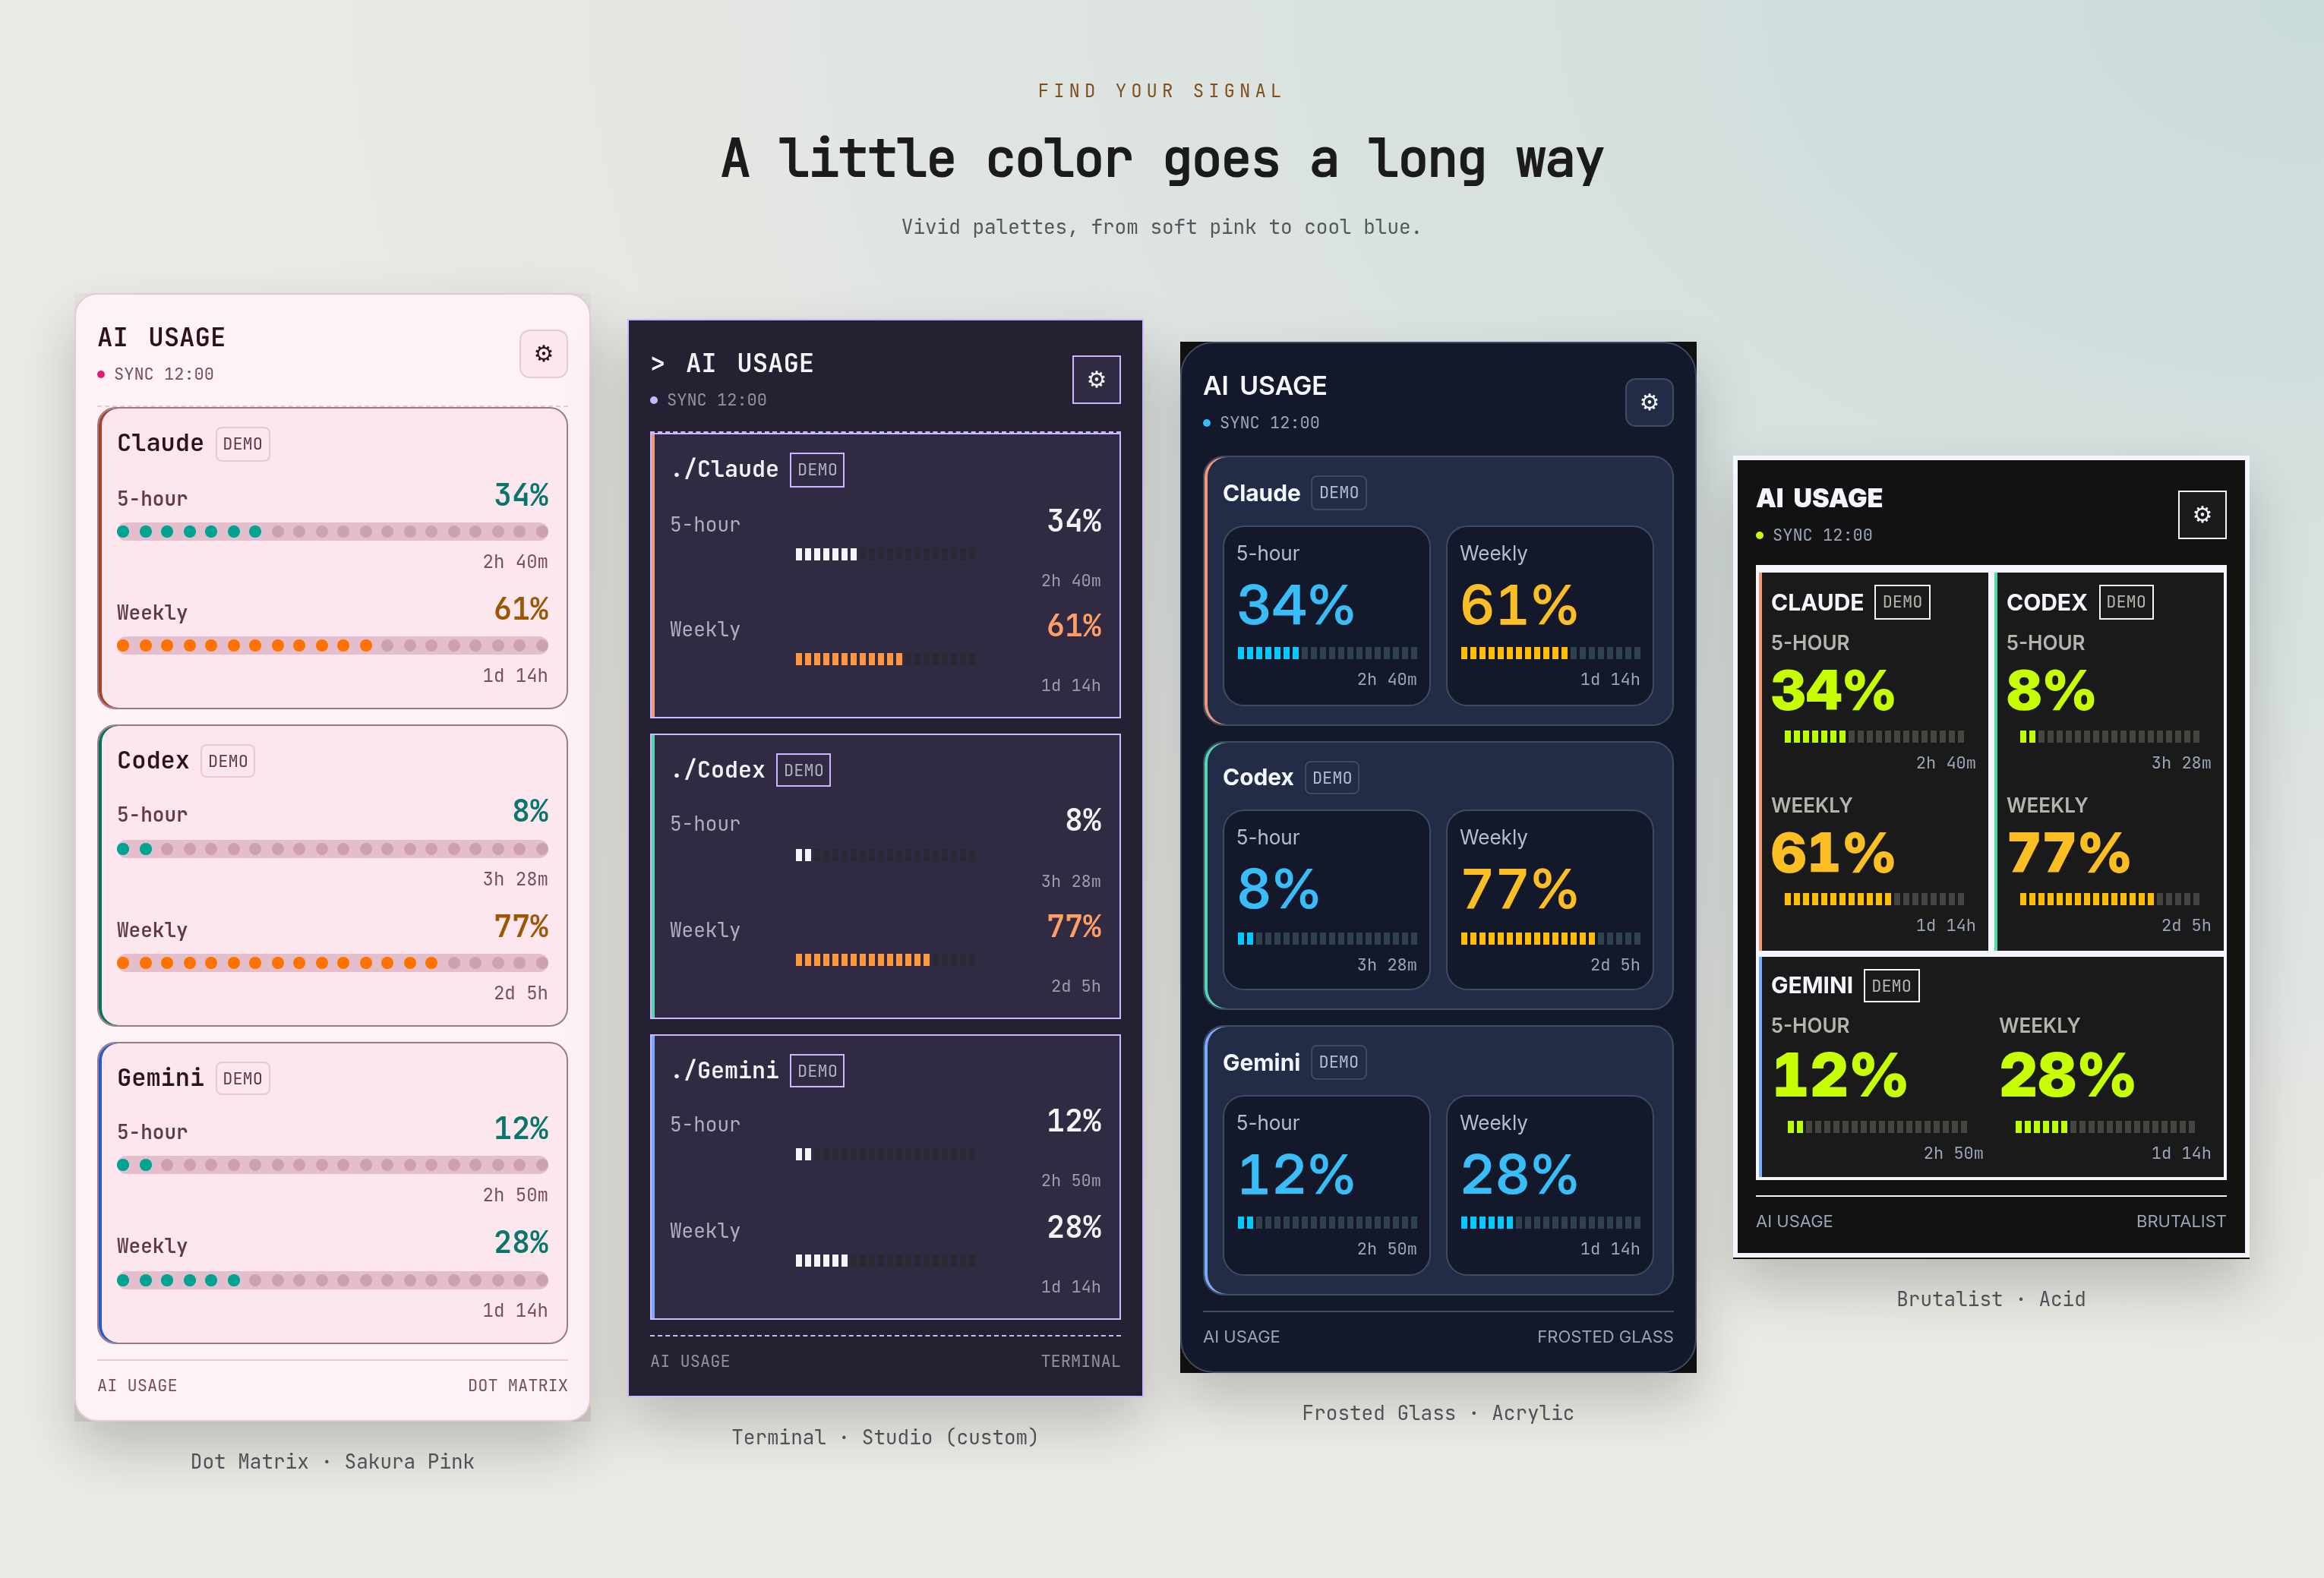 FIND YOUR SIGNAL
A little color goes a long way
Vivid palettes, from soft pink to cool blue.
AI USAGE
SYNC 12:00
Claude DEMO
5-hour 34%
2h 40m
Weekly 61%
1d 14h
Codex DEMO
5-hour 8%
3h 28m
Weekly 77%
2d 5h
Gemini DEMO
5-hour 12%
2h 50m
Weekly 28%
1d 14h
AI USAGE DOT MATRIX
Dot Matrix · Sakura Pink
> AI USAGE
SYNC 12:00
./Claude DEMO
5-hour 34%
2h 40m
Weekly 61%
1d 14h
./Codex DEMO
5-hour 8%
3h 28m
Weekly 77%
2d 5h
./Gemini DEMO
5-hour 12%
2h 50m
Weekly 28%
1d 14h
AI USAGE TERMINAL
Terminal · Studio (custom)
AI USAGE
SYNC 12:00
Claude DEMO
5-hour Weekly
34% 61%
2h 40m 1d 14h
Codex DEMO
5-hour Weekly
8% 77%
3h 28m 2d 5h
Gemini DEMO
5-hour Weekly
12% 28%
2h 50m 1d 14h
AI USAGE FROSTED GLASS
Frosted Glass · Acrylic
AI USAGE
SYNC 12:00
CLAUDE DEMO
5-HOUR
34%
2h 40m
WEEKLY
61%
1d 14h
CODEX DEMO
5-HOUR
8%
3h 28m
WEEKLY
77%
2d 5h
GEMINI DEMO
5-HOUR WEEKLY
12% 28%
2h 50m 1d 14h
AI USAGE BRUTALIST
Brutalist · Acid